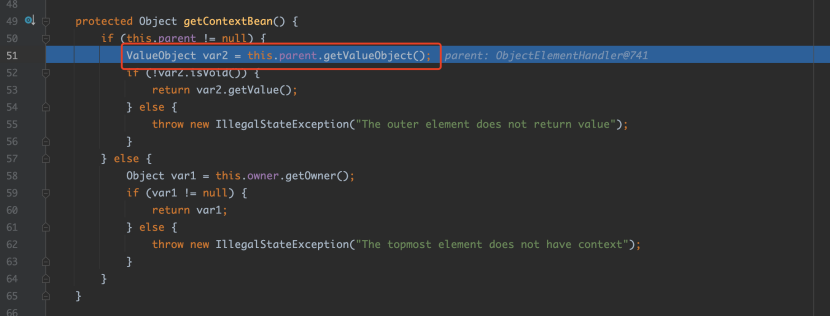 48
49 protected Object getContextBean() {
50 if (this.parent != null) {
51 ValueObject var2 = this.parent.getValueObject(); parent: ObjectElementHandler@741
52 if (!var2.isVoid()) {
53 return var2.getValue();
54 } else {
55 throw new IllegalStateException("The outer element does not return value");
56 }
57 } else {
58 Object var1 = this.owner.getOwner();
59 if (var1 != null) {
60 return var1;
61 } else {
62 throw new IllegalStateException("The topmost element does not have context");
63 }
64 }
65 }
66